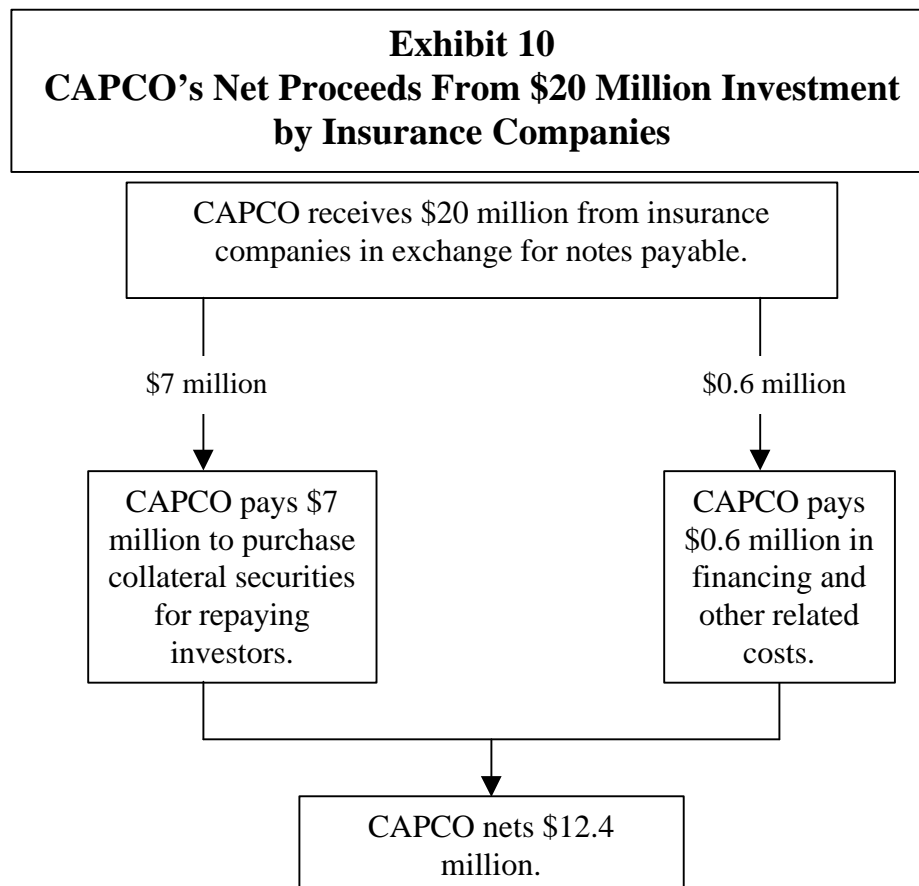 Exhibit 10
CAPCO’s Net Proceeds From $20 Million Investment
by Insurance Companies
CAPCO receives $20 million from insurance
companies in exchange for notes payable.
$7 million
$0.6 million
CAPCO pays $7
million to purchase
collateral securities
for repaying
investors.
CAPCO pays
$0.6 million in
financing and
other related
costs.
CAPCO nets $12.4
million.